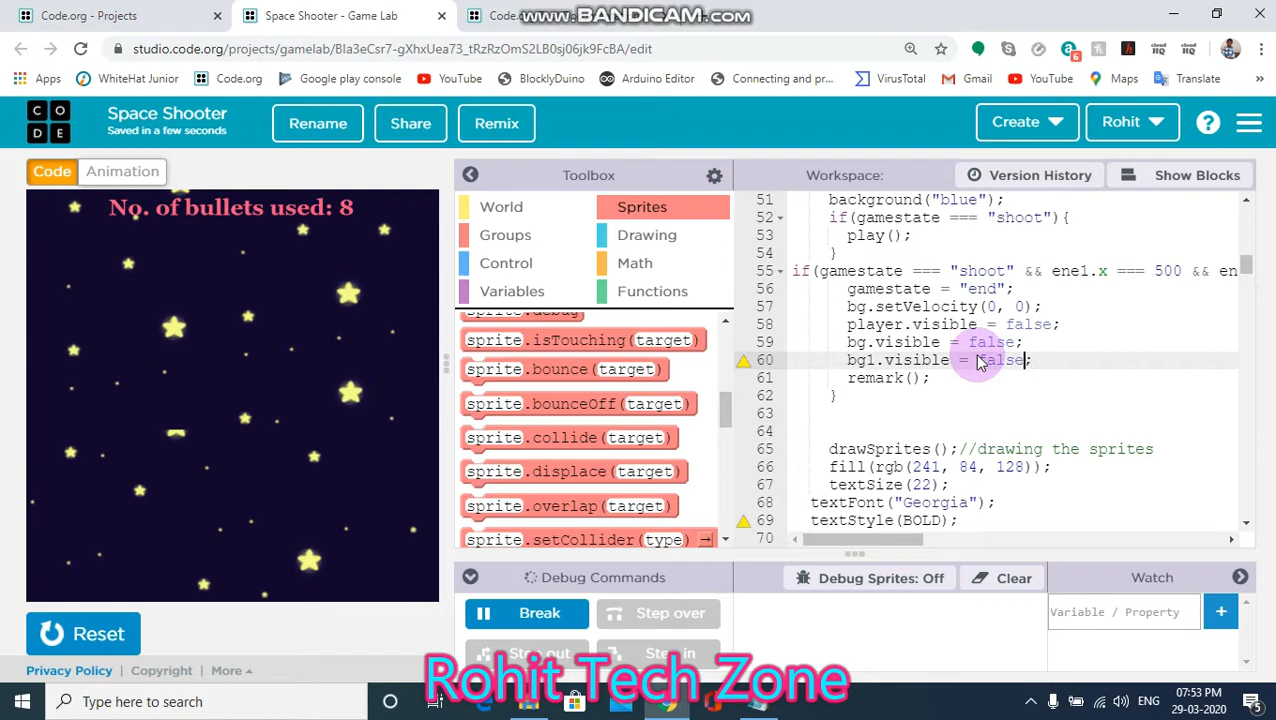 Code.org - Projects
Space Shooter - Game Lab
Code.
www.BANDICAM.com
studio.code.org/projects/gamelab/BIa3eCsr7-gXhxUea73_tRzRzOmS2LB0sj06jk9FcBA/edit
Apps
WhiteHat Junior
Code.org
Google play console
YouTube
BlocklyDuino
Arduino Editor
Connecting and pr...
VirusTotal
Gmail
YouTube
Maps
Translate
»
C O
D E
Space Shooter
Saved in a few seconds
Rename
Share
Remix
Create
Rohit
Code
Animation
Toolbox
Workspace:
Version History
Show Blocks
No. of bullets used: 8
World
Sprites
Groups
Drawing
Control
Math
Variables
Functions
sprite.debug
sprite.isTouching(target)
sprite.bounce(target)
sprite.bounceOff(target)
sprite.collide(target)
sprite.displace(target)
sprite.overlap(target)
sprite.setCollider(type)
51 background("blue");
52 if(gamestate === "shoot"){
53 play();
54 }
55 if(gamestate === "shoot" && ene1.x === 500 && en
56 gamestate = "end";
57 bg.setVelocity(0, 0);
58 player.visible = false;
59 bg.visible = false;
60 bg1.visible = false;
61 remark();
62 }
63
64
65 drawSprites();//drawing the sprites
66 fill(rgb(241, 84, 128));
67 textSize(22);
68 textFont("Georgia");
69 textStyle(BOLD);
70
Debug Commands
Debug Sprites: Off
Clear
Watch
Break
Step over
Variable / Property
+
Reset
Step out
Step in
Privacy Policy
Copyright
More
Rohit Tech Zone
Type here to search
ENG
07:53 PM
29-03-2020
5